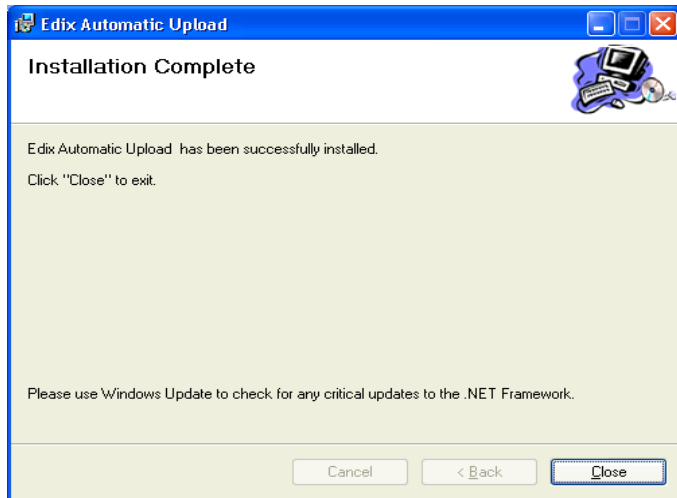 Edix Automatic Upload
Installation Complete
Edix Automatic Upload  has been successfully installed.
Click "Close" to exit.
Please use Windows Update to check for any critical updates to the .NET Framework.
Cancel
< Back
Close